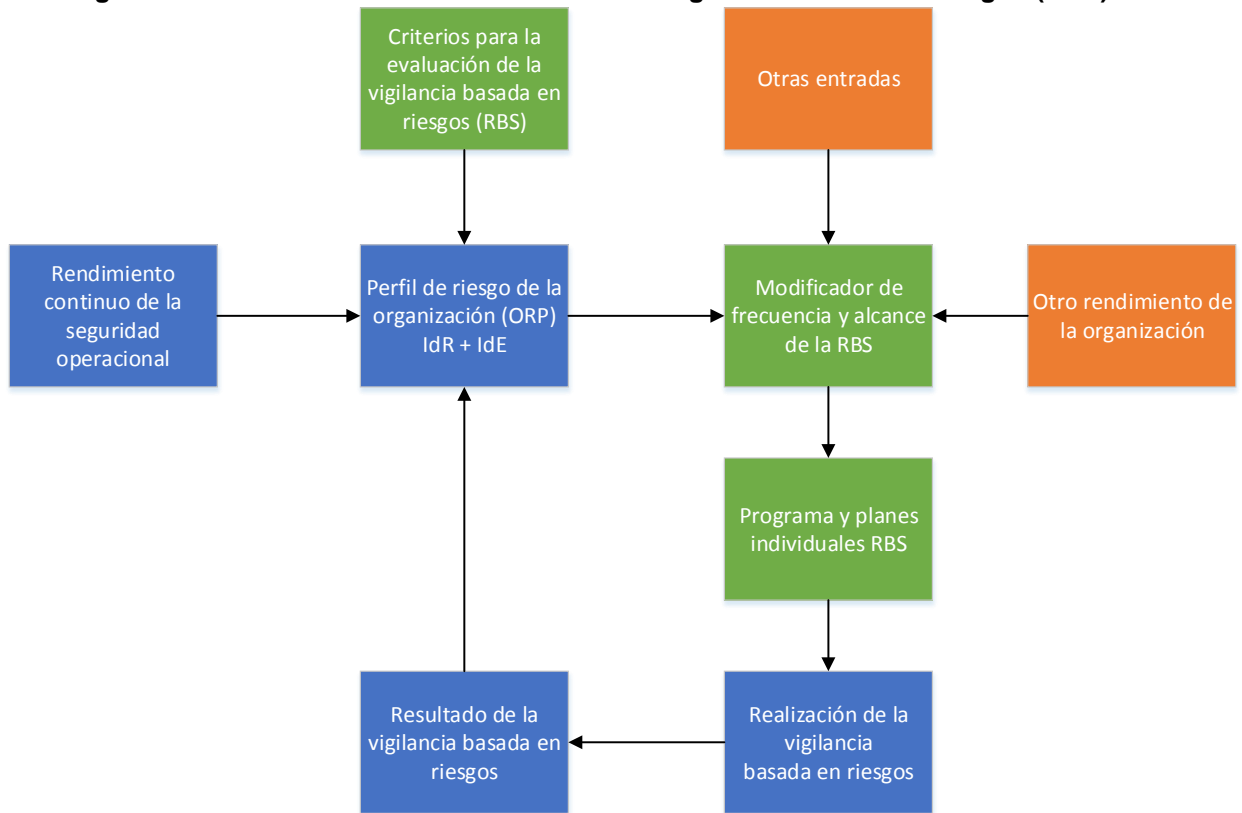 Criterios para la
evaluación de la
vigilancia basada en
riesgos (RBS)
Otras entradas
Rendimiento
continuo de la
seguridad
operacional
Perfil de riesgo de la
organización (ORP)
IdR + IdE
Modificador de
frecuencia y alcance
de la RBS
Otro rendimiento de
la organización
Programa y planes
individuales RBS
Resultado de la
vigilancia basada en
riesgos
Realización de la
vigilancia
basada en riesgos